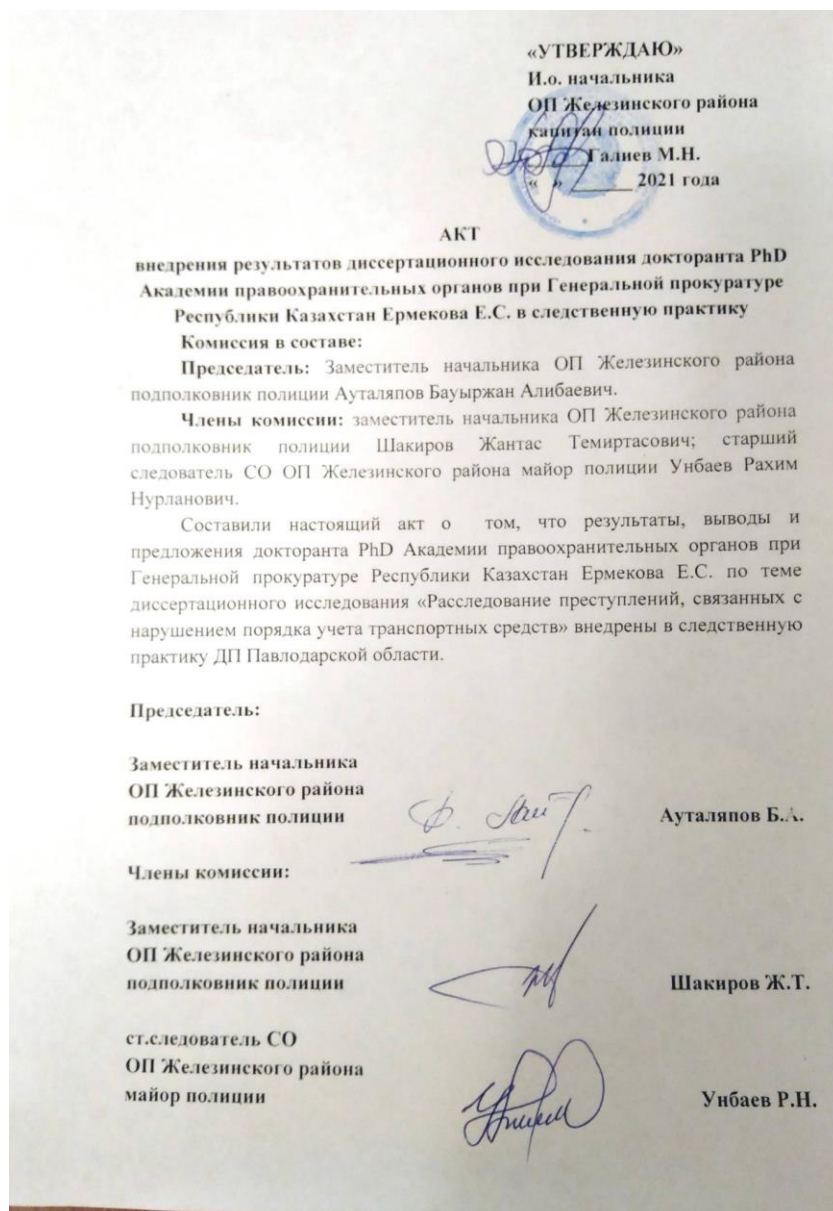 «УТВЕРЖДАЮ»
И.о. начальника
ОП Железинского района
капитан полиции
Галиев М.Н.
« » ______ 2021 года
АКТ
внедрения результатов диссертационного исследования докторанта PhD
Академии правоохранительных органов при Генеральной прокуратуре
Республики Казахстан Ермекова Е.С. в следственную практику
Комиссия в составе:
Председатель: Заместитель начальника ОП Железинского района
подполковник полиции Ауталяпов Бауыржан Алибаевич.
Члены комиссии: заместитель начальника ОП Железинского района
подполковник полиции Шакиров Жантас Темиртасович; старший
следователь СО ОП Железинского района майор полиции Унбаев Рахим
Нурланович.
Составили настоящий акт о том, что результаты, выводы и
предложения докторанта PhD Академии правоохранительных органов при
Генеральной прокуратуре Республики Казахстан Ермекова Е.С. по теме
диссертационного исследования «Расследование преступлений, связанных с
нарушением порядка учета транспортных средств» внедрены в следственную
практику ДП Павлодарской области.
Председатель:
Заместитель начальника
ОП Железинского района
подполковник полиции
Ауталяпов Б.А.
Члены комиссии:
Заместитель начальника
ОП Железинского района
подполковник полиции
Шакиров Ж.Т.
ст.следователь СО
ОП Железинского района
майор полиции
Унбаев Р.Н.